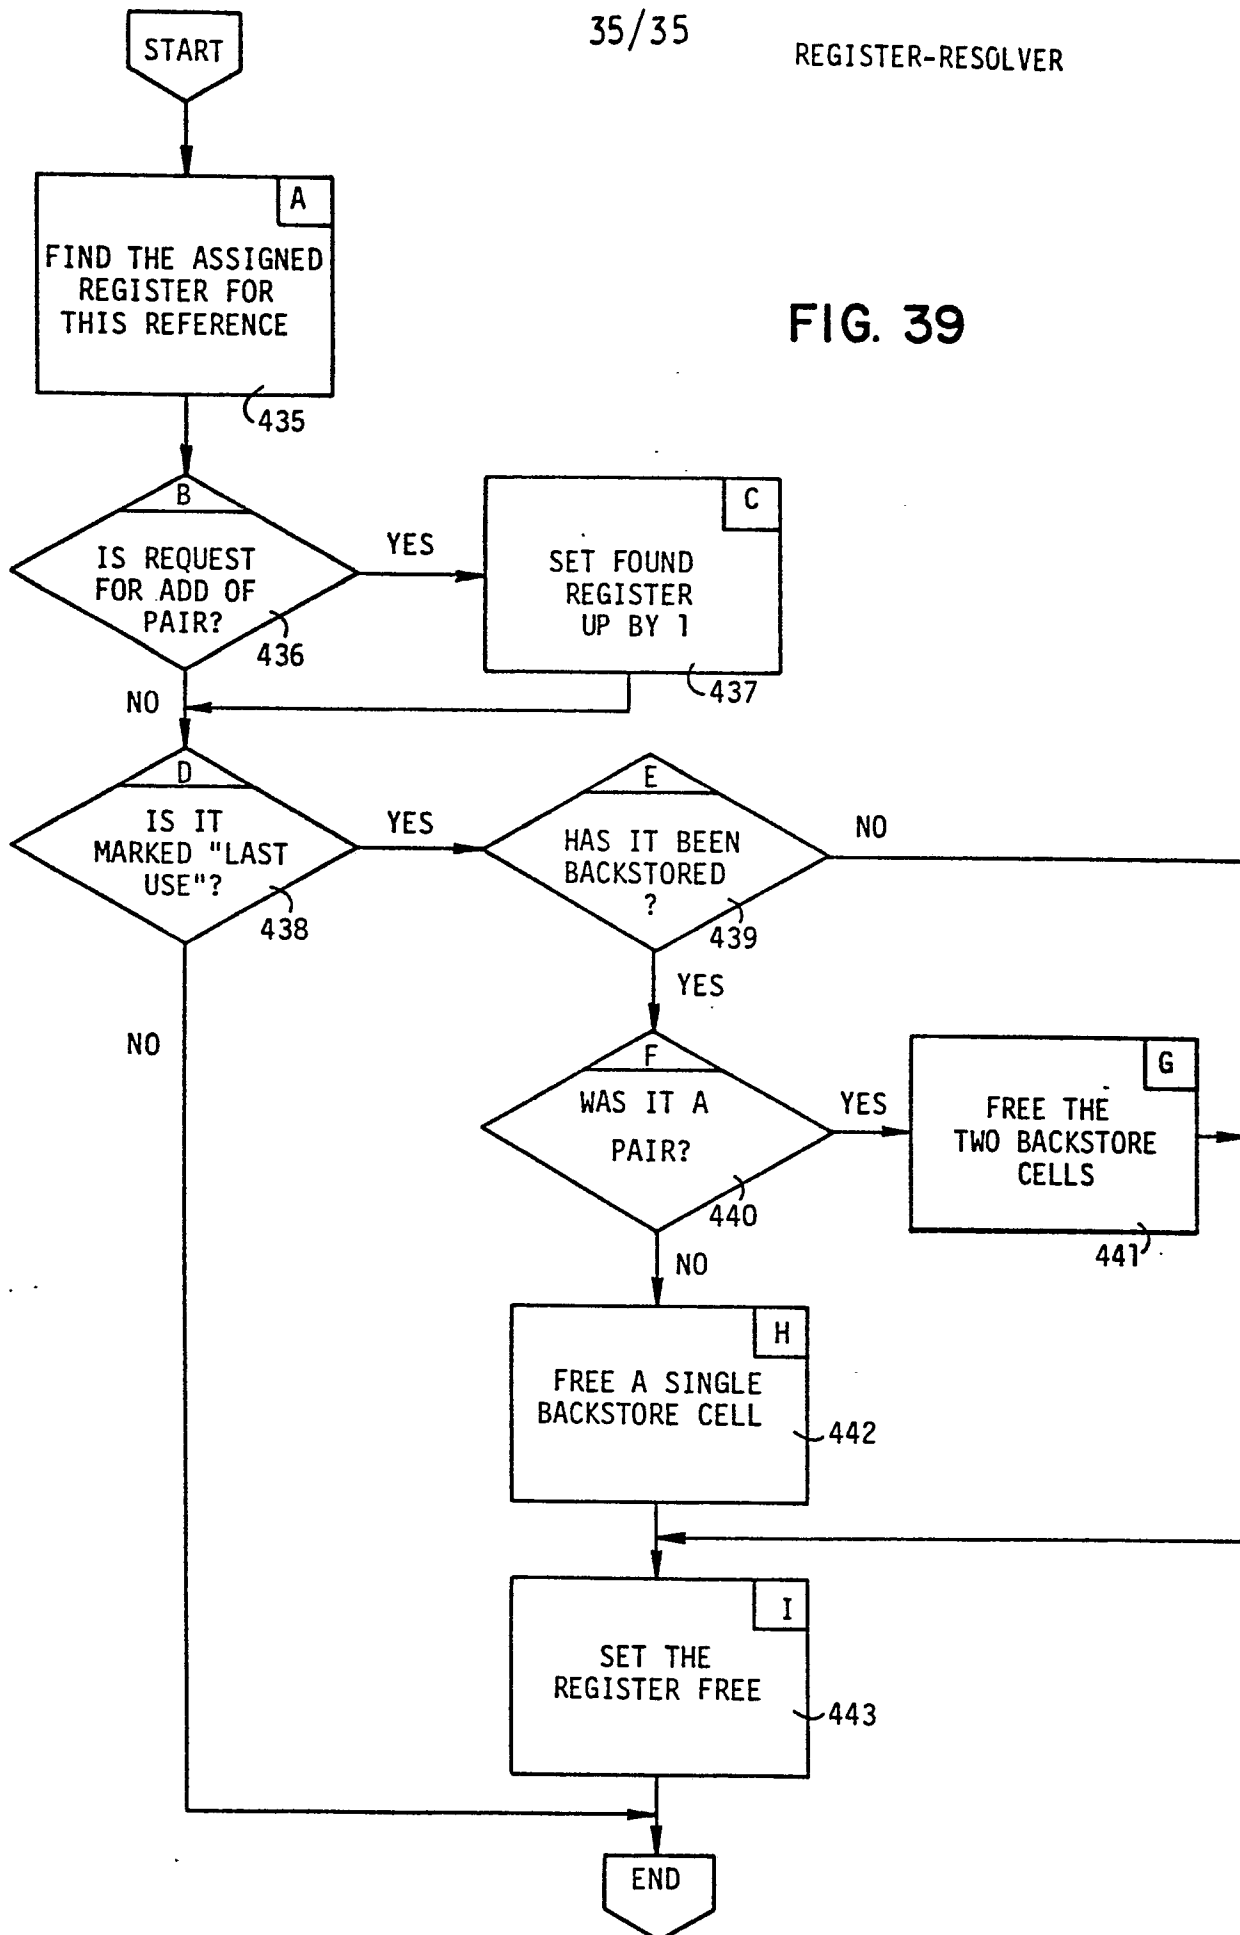 35/35
REGISTER-RESOLVER
START
A
FIND THE ASSIGNED
REGISTER FOR
THIS REFERENCE
435
FIG. 39
B
IS REQUEST
FOR ADD OF
PAIR?
436
YES
C
SET FOUND
REGISTER
UP BY 1
437
NO
D
IS IT
MARKED "LAST
USE"?
438
YES
E
HAS IT BEEN
BACKSTORED
?
439
NO
YES
NO
F
WAS IT A
PAIR?
440
YES
G
FREE THE
TWO BACKSTORE
CELLS
441
NO
H
FREE A SINGLE
BACKSTORE CELL
442
I
SET THE
REGISTER FREE
443
END